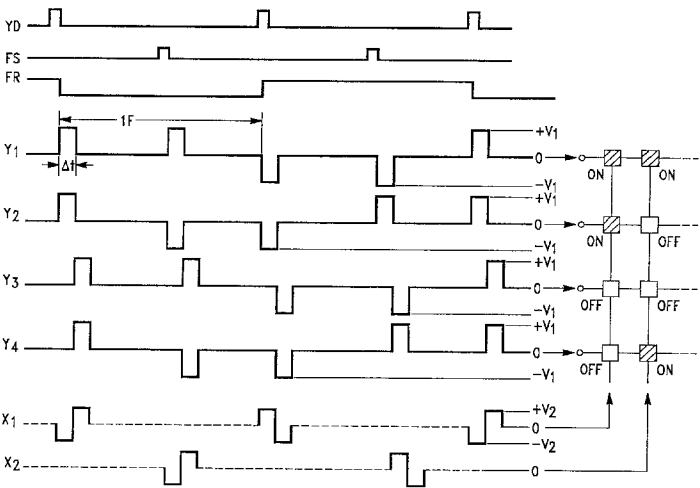 YD
FS
FR
1F
Y1
Δt
+V1
0
ON
ON
-V1
Y2
+V1
0
ON
OFF
-V1
Y3
+V1
0
OFF
OFF
-V1
Y4
+V1
0
OFF
ON
-V1
X1
+V2
0
-V2
X2
0